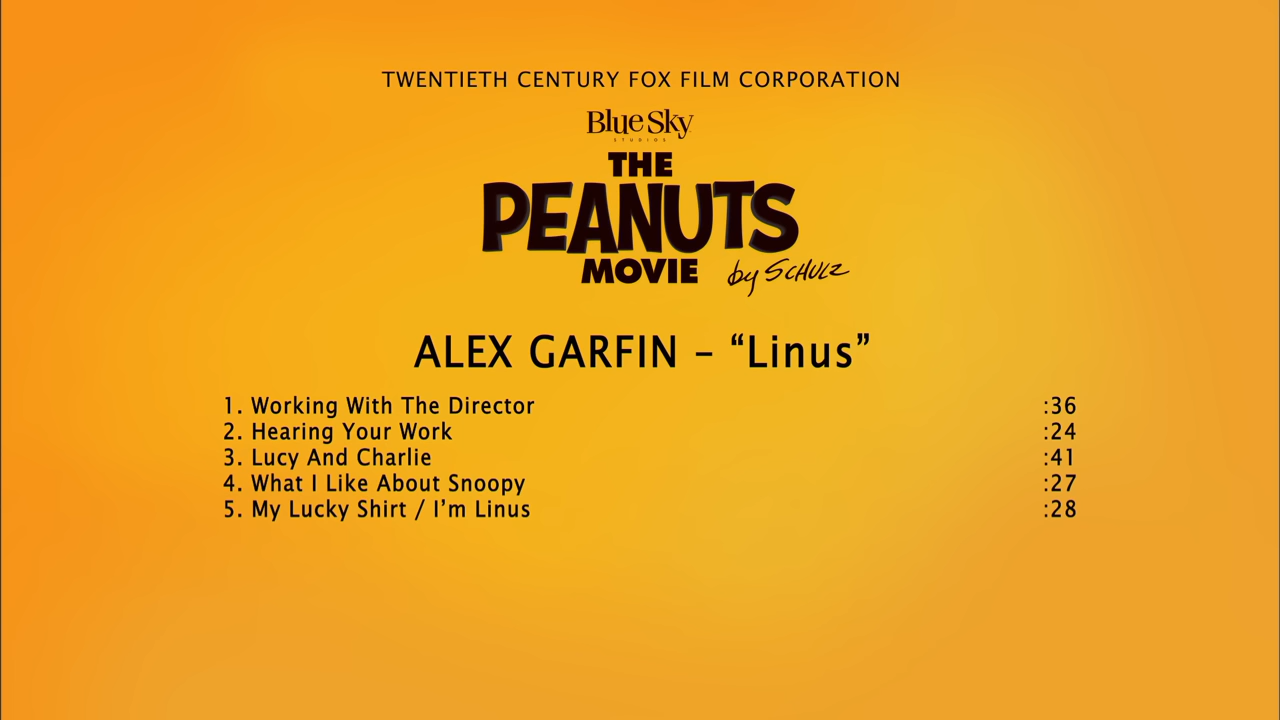 TWENTIETH CENTURY FOX FILM CORPORATION
Blue Sky
STUDIOS
THE
PEANUTS
MOVIE by SCHULZ
ALEX GARFIN – “Linus”
1. Working With The Director :36
2. Hearing Your Work :24
3. Lucy And Charlie :41
4. What I Like About Snoopy :27
5. My Lucky Shirt / I’m Linus :28